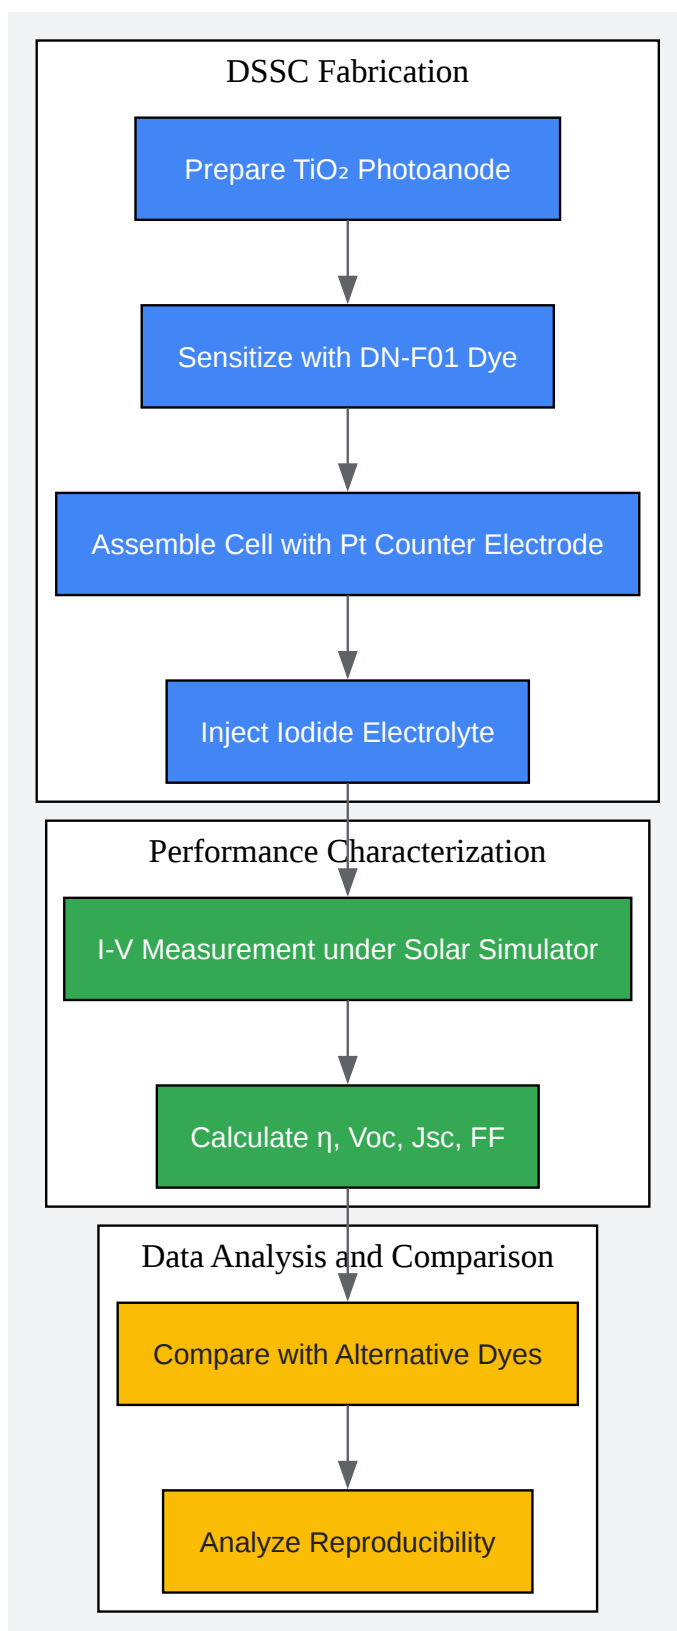 DSSC Fabrication
Prepare TiO₂ Photoanode
Sensitize with DN-F01 Dye
Assemble Cell with Pt Counter Electrode
Inject Iodide Electrolyte
Performance Characterization
I-V Measurement under Solar Simulator
Calculate η, Voc, Jsc, FF
Data Analysis and Comparison
Compare with Alternative Dyes
Analyze Reproducibility